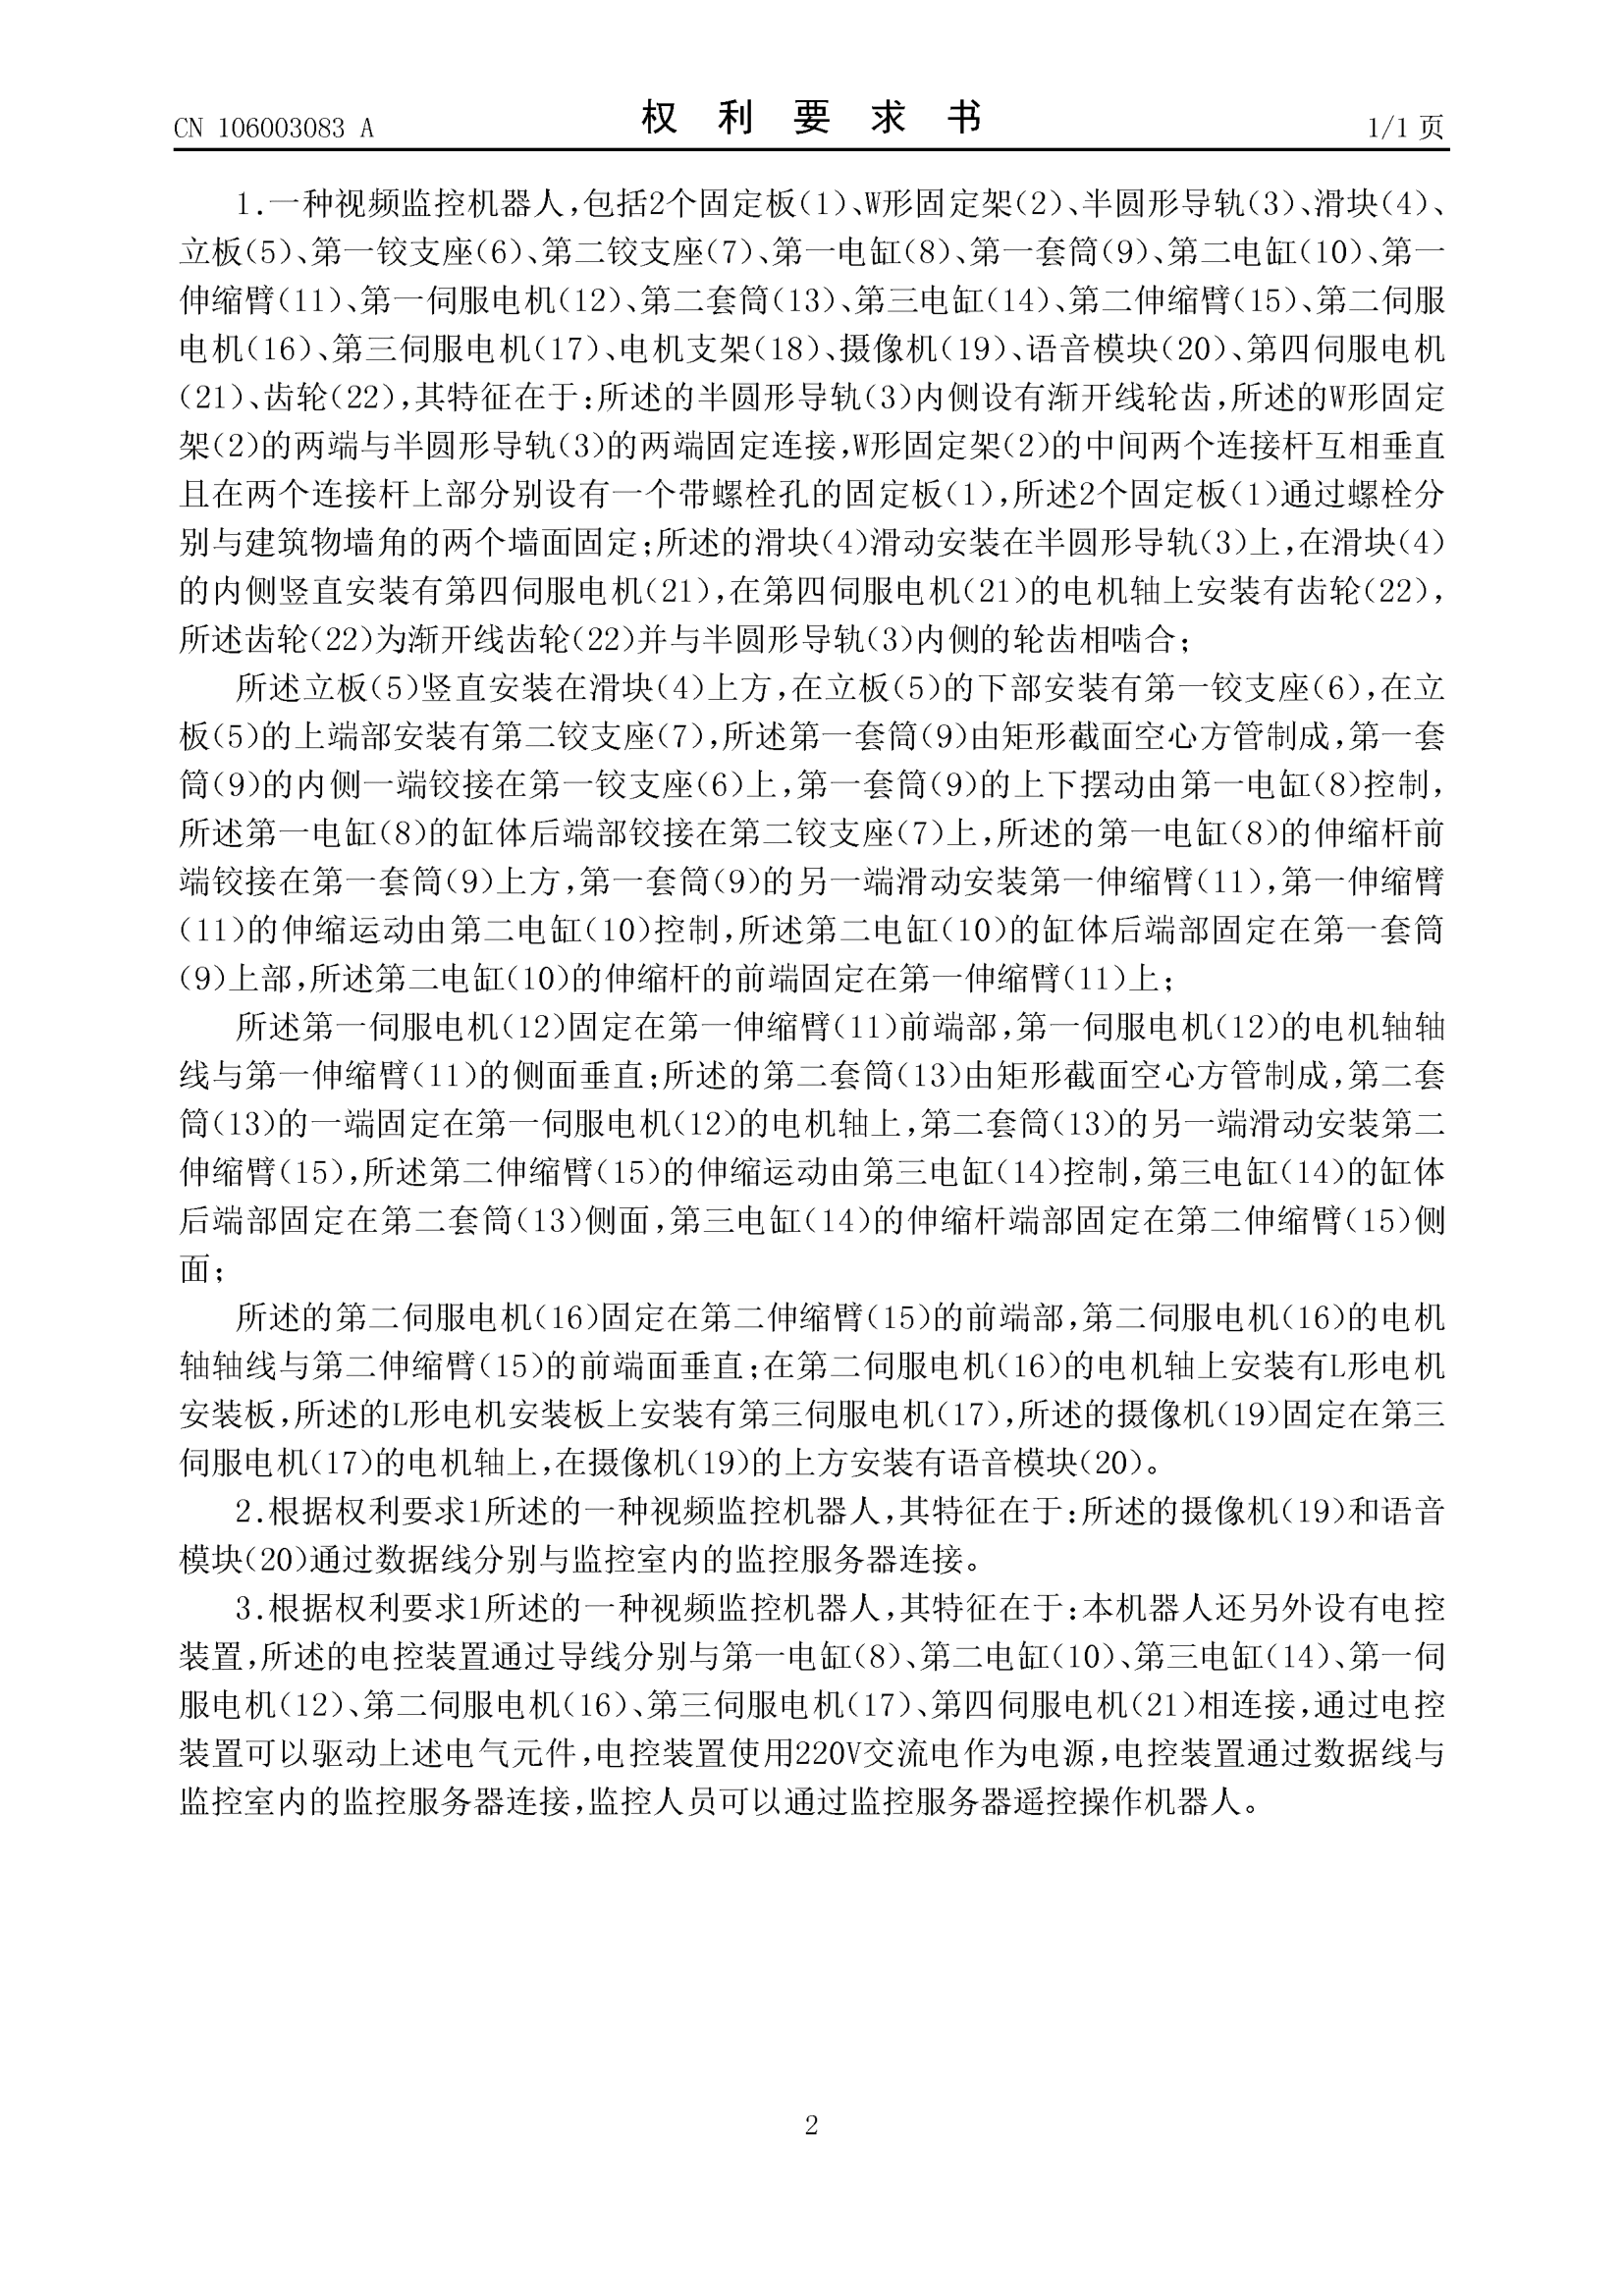 CN 106003083 A
权利要求书
1/1 页
1.一种视频监控机器人,包括2个固定板(1)、W形固定架(2)、半圆形导轨(3)、滑块(4)、
立板(5)、第一铰支座(6)、第二铰支座(7)、第一电缸(8)、第一套筒(9)、第二电缸(10)、第一
伸缩臂(11)、第一伺服电机(12)、第二套筒(13)、第三电缸(14)、第二伸缩臂(15)、第二伺服
电机(16)、第三伺服电机(17)、电机支架(18)、摄像机(19)、语音模块(20)、第四伺服电机
(21)、齿轮(22),其特征在于:所述的半圆形导轨(3)内侧设有渐开线轮齿,所述的W形固定
架(2)的两端与半圆形导轨(3)的两端固定连接,W形固定架(2)的中间两个连接杆互相垂直
且在两个连接杆上部分别设有一个带螺栓孔的固定板(1),所述2个固定板(1)通过螺栓分
别与建筑物墙角的两个墙面固定;所述的滑块(4)滑动安装在半圆形导轨(3)上,在滑块(4)
的内侧竖直安装有第四伺服电机(21),在第四伺服电机(21)的电机轴上安装有齿轮(22),
所述齿轮(22)为渐开线齿轮(22)并与半圆形导轨(3)内侧的轮齿相啮合;
所述立板(5)竖直安装在滑块(4)上方,在立板(5)的下部安装有第一铰支座(6),在立
板(5)的上端部安装有第二铰支座(7),所述第一套筒(9)由矩形截面空心方管制成,第一套
筒(9)的内侧一端铰接在第一铰支座(6)上,第一套筒(9)的上下摆动由第一电缸(8)控制,
所述第一电缸(8)的缸体后端部铰接在第二铰支座(7)上,所述的第一电缸(8)的伸缩杆前
端铰接在第一套筒(9)上方,第一套筒(9)的另一端滑动安装第一伸缩臂(11),第一伸缩臂
(11)的伸缩运动由第二电缸(10)控制,所述第二电缸(10)的缸体后端部固定在第一套筒
(9)上部,所述第二电缸(10)的伸缩杆的前端固定在第一伸缩臂(11)上;
所述第一伺服电机(12)固定在第一伸缩臂(11)前端部,第一伺服电机(12)的电机轴轴
线与第一伸缩臂(11)的侧面垂直;所述的第二套筒(13)由矩形截面空心方管制成,第二套
筒(13)的一端固定在第一伺服电机(12)的电机轴上,第二套筒(13)的另一端滑动安装第二
伸缩臂(15),所述第二伸缩臂(15)的伸缩运动由第三电缸(14)控制,第三电缸(14)的缸体
后端部固定在第二套筒(13)侧面,第三电缸(14)的伸缩杆端部固定在第二伸缩臂(15)侧
面;
所述的第二伺服电机(16)固定在第二伸缩臂(15)的前端部,第二伺服电机(16)的电机
轴轴线与第二伸缩臂(15)的前端面垂直;在第二伺服电机(16)的电机轴上安装有L形电机
安装板,所述的L形电机安装板上安装有第三伺服电机(17),所述的摄像机(19)固定在第三
伺服电机(17)的电机轴上,在摄像机(19)的上方安装有语音模块(20)。
2.根据权利要求1所述的一种视频监控机器人,其特征在于:所述的摄像机(19)和语音
模块(20)通过数据线分别与监控室内的监控服务器连接。
3.根据权利要求1所述的一种视频监控机器人,其特征在于:本机器人还另外设有电控
装置,所述的电控装置通过导线分别与第一电缸(8)、第二电缸(10)、第三电缸(14)、第一伺
服电机(12)、第二伺服电机(16)、第三伺服电机(17)、第四伺服电机(21)相连接,通过电控
装置可以驱动上述电气元件,电控装置使用220V交流电作为电源,电控装置通过数据线与
监控室内的监控服务器连接,监控人员可以通过监控服务器遥控操作机器人。
2